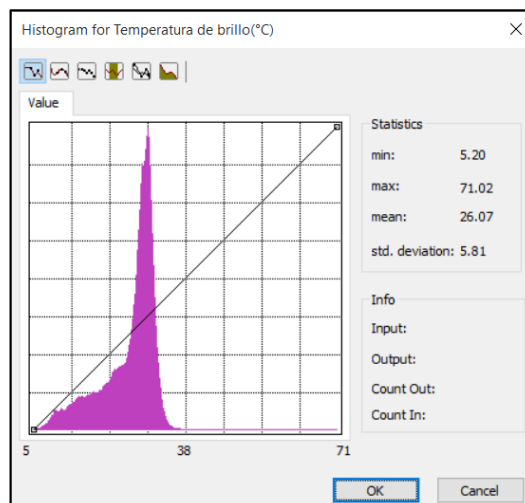 Histogram for Temperatura de brillo(°C)
Value
Statistics
min: 5.20
max: 71.02
mean: 26.07
std. deviation: 5.81
Info
Input:
Output:
Count Out:
Count In:
5 38 71
OK Cancel